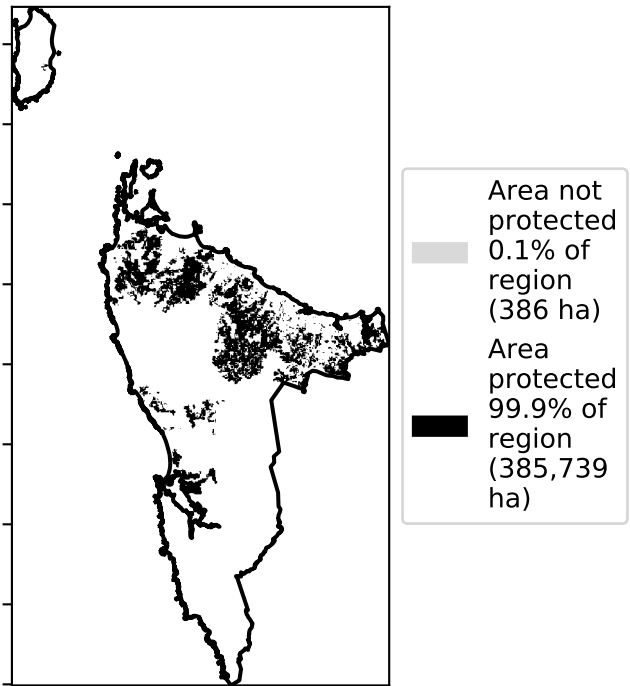 Area not
protected
0.1% of
region
(386 ha)
Area
protected
99.9% of
region
(385,739
ha)